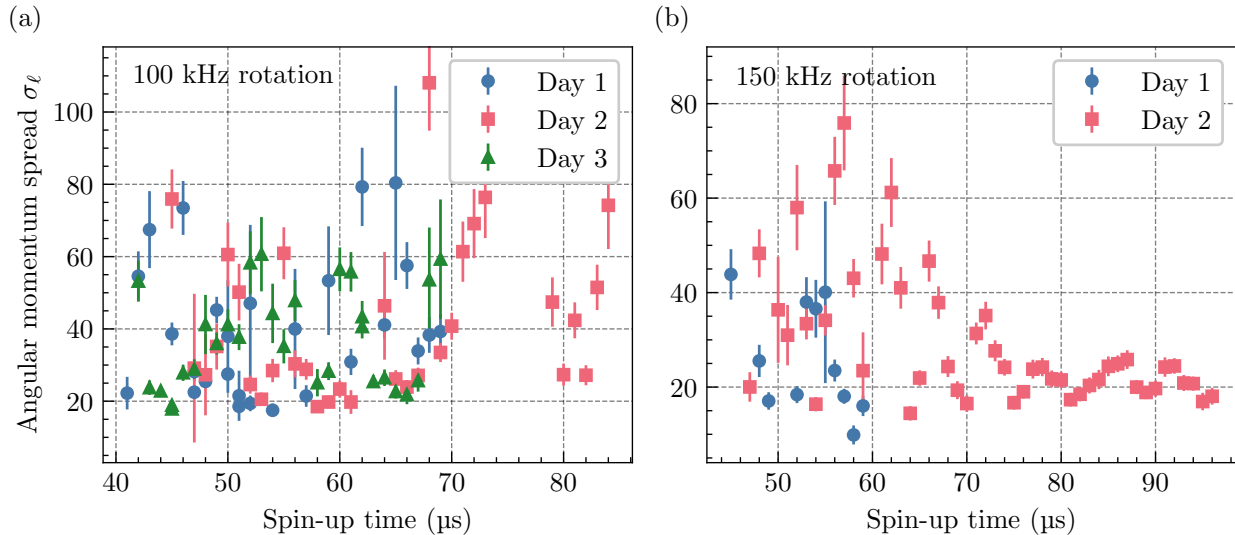 (a)
100 kHz rotation
Day 1
Day 2
Day 3
Angular momentum spread σℓ
100
80
60
40
20
40 50 60 70 80
Spin-up time (µs)
(b)
150 kHz rotation
Day 1
Day 2
80
60
40
20
50 60 70 80 90
Spin-up time (µs)